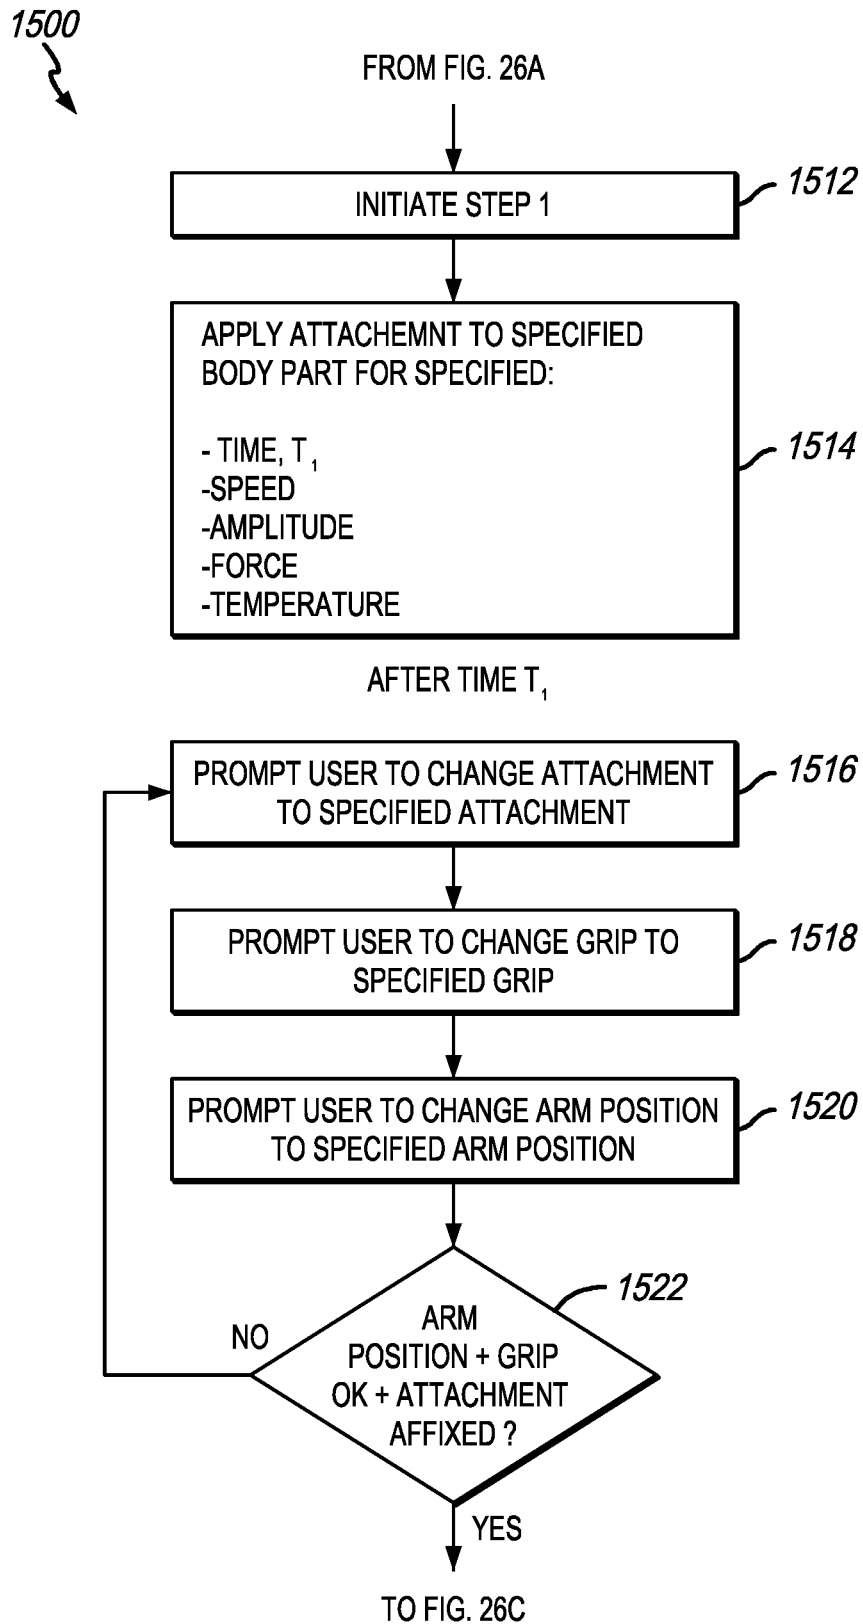 1500
FROM FIG. 26A
INITIATE STEP 1
1512
APPLY ATTACHEMNT TO SPECIFIED
BODY PART FOR SPECIFIED:
- TIME, T1
-SPEED
-AMPLITUDE
-FORCE
-TEMPERATURE
1514
AFTER TIME T1
PROMPT USER TO CHANGE ATTACHMENT
TO SPECIFIED ATTACHMENT
1516
PROMPT USER TO CHANGE GRIP TO
SPECIFIED GRIP
1518
PROMPT USER TO CHANGE ARM POSITION
TO SPECIFIED ARM POSITION
1520
ARM
POSITION + GRIP
OK + ATTACHMENT
AFFIXED ?
1522
NO
YES
TO FIG. 26C